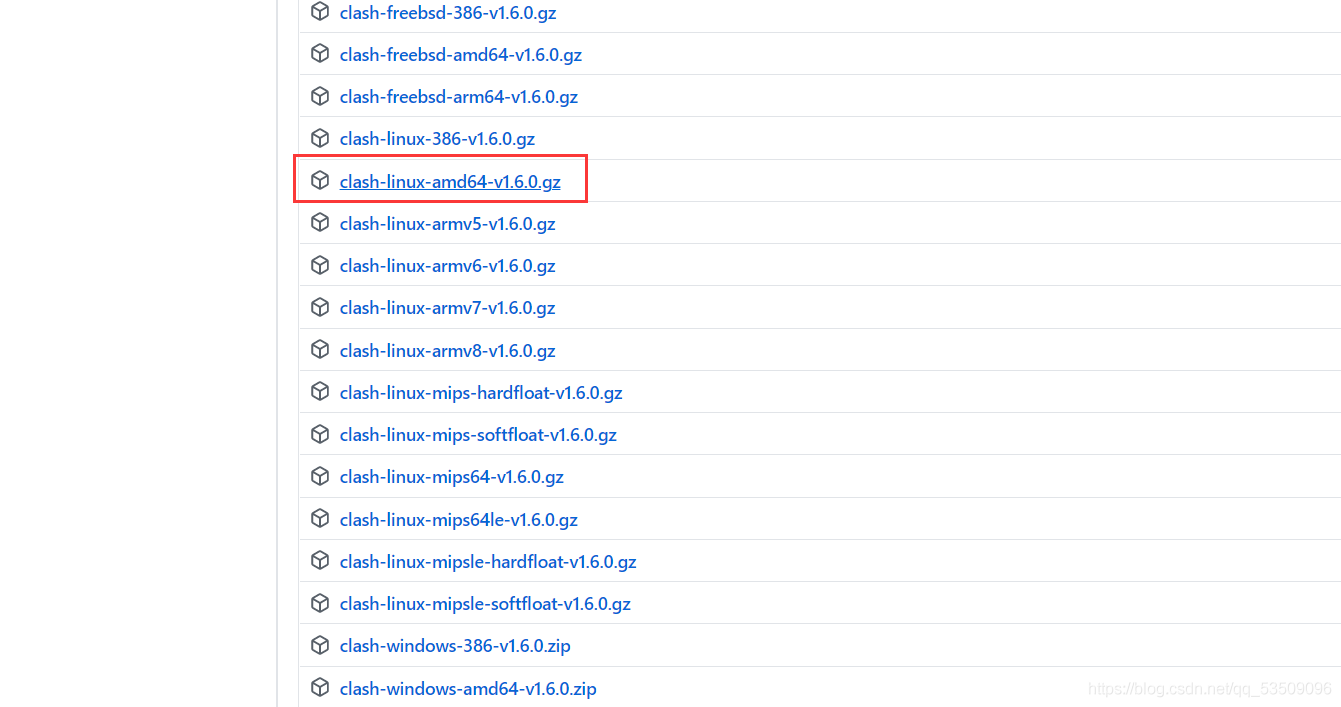 clash-freebsd-386-v1.6.0.gz
clash-freebsd-amd64-v1.6.0.gz
clash-freebsd-arm64-v1.6.0.gz
clash-linux-386-v1.6.0.gz
clash-linux-amd64-v1.6.0.gz
clash-linux-armv5-v1.6.0.gz
clash-linux-armv6-v1.6.0.gz
clash-linux-armv7-v1.6.0.gz
clash-linux-armv8-v1.6.0.gz
clash-linux-mips-hardfloat-v1.6.0.gz
clash-linux-mips-softfloat-v1.6.0.gz
clash-linux-mips64-v1.6.0.gz
clash-linux-mips64le-v1.6.0.gz
clash-linux-mipsle-hardfloat-v1.6.0.gz
clash-linux-mipsle-softfloat-v1.6.0.gz
clash-windows-386-v1.6.0.zip
clash-windows-amd64-v1.6.0.zip
https://blog.csdn.net/qq_53509096